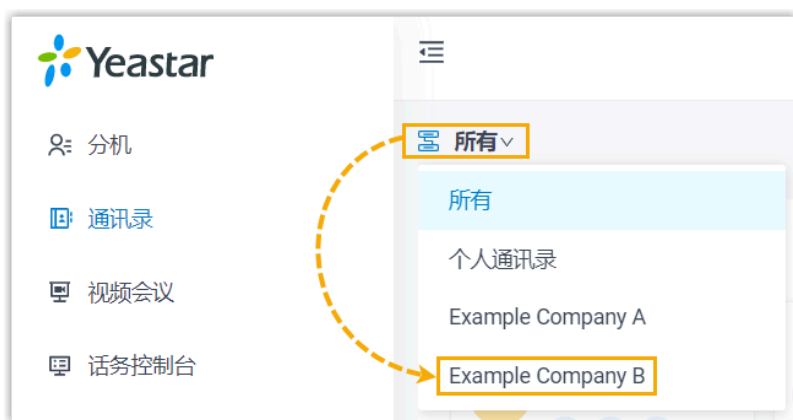 Yeastar
分机
通讯录
视频会议
话务控制台
所有
所有
个人通讯录
Example Company A
Example Company B